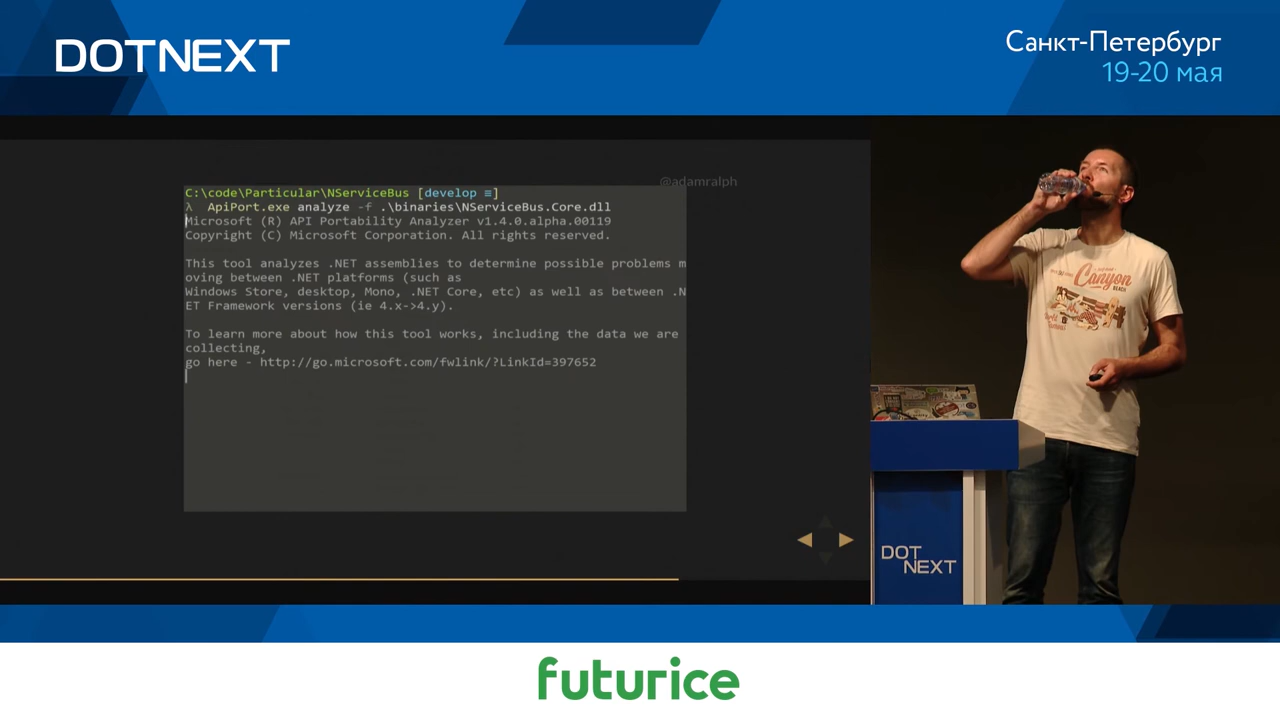 DOTNEXT
Санкт-Петербург
19-20 мая
@adamralph
C:\code\Particular\NServiceBus [develop ≡]
λ  ApiPort.exe analyze -f .\binaries\NServiceBus.Core.dll
Microsoft (R) API Portability Analyzer v1.4.0.alpha.00119
Copyright (C) Microsoft Corporation. All rights reserved.
This tool analyzes .NET assemblies to determine possible problems m
oving between .NET platforms (such as
Windows Store, desktop, Mono, .NET Core, etc) as well as between .N
ET Framework versions (ie 4.x->4.y).
To learn more about how this tool works, including the data we are
collecting,
go here - http://go.microsoft.com/fwlink/?LinkId=397652
Canyon
BEACH
DOT
NEXT
futurice